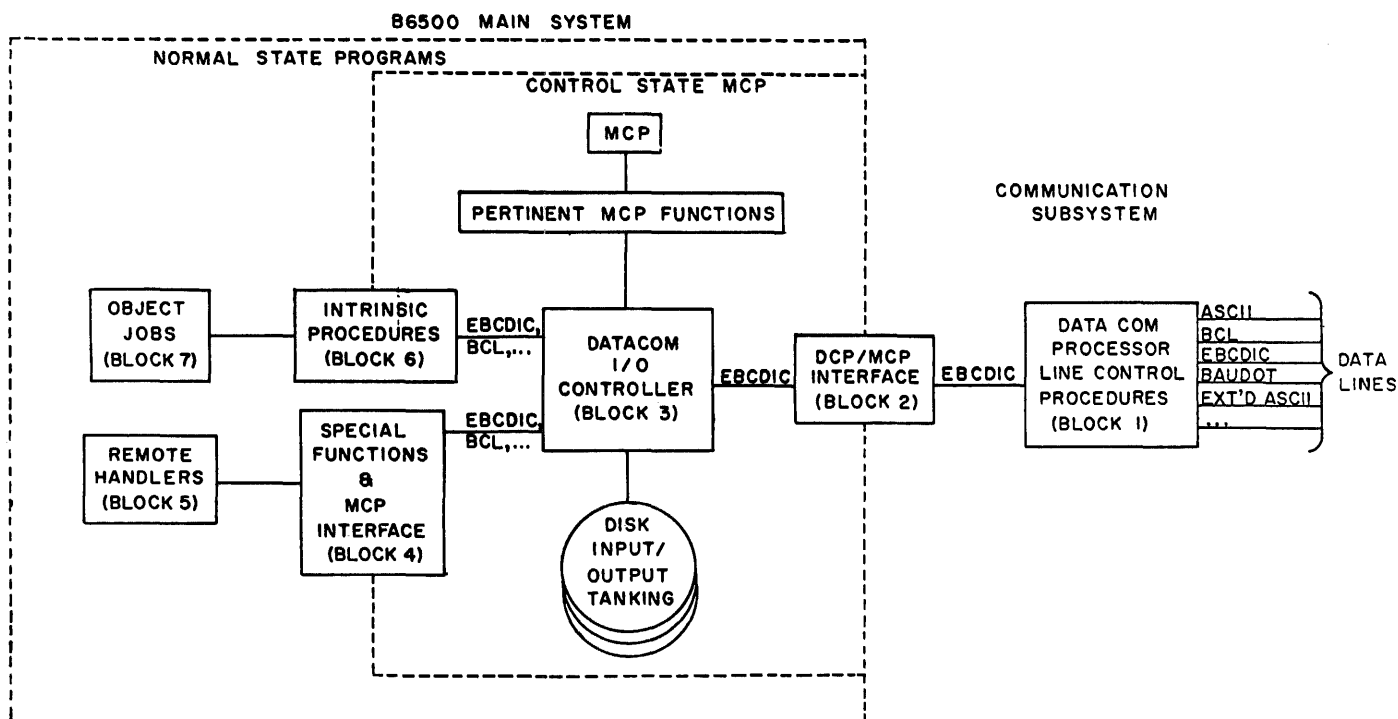 B6500 MAIN SYSTEM
NORMAL STATE PROGRAMS
CONTROL STATE MCP
MCP
PERTINENT MCP FUNCTIONS
COMMUNICATION
SUBSYSTEM
OBJECT
JOBS
(BLOCK 7)
INTRINSIC
PROCEDURES
(BLOCK 6)
EBCDIC,
BCL,...
DATACOM
I/O
CONTROLLER
(BLOCK 3)
EBCDIC
DCP/MCP
INTERFACE
(BLOCK 2)
EBCDIC
DATA COM
PROCESSOR
LINE CONTROL
PROCEDURES
(BLOCK 1)
ASCII
BCL
EBCDIC
BAUDOT
EXT'D ASCII
...
DATA
LINES
REMOTE
HANDLERS
(BLOCK 5)
SPECIAL
FUNCTIONS
&
MCP
INTERFACE
(BLOCK 4)
EBCDIC,
BCL,...
DISK
INPUT/
OUTPUT
TANKING